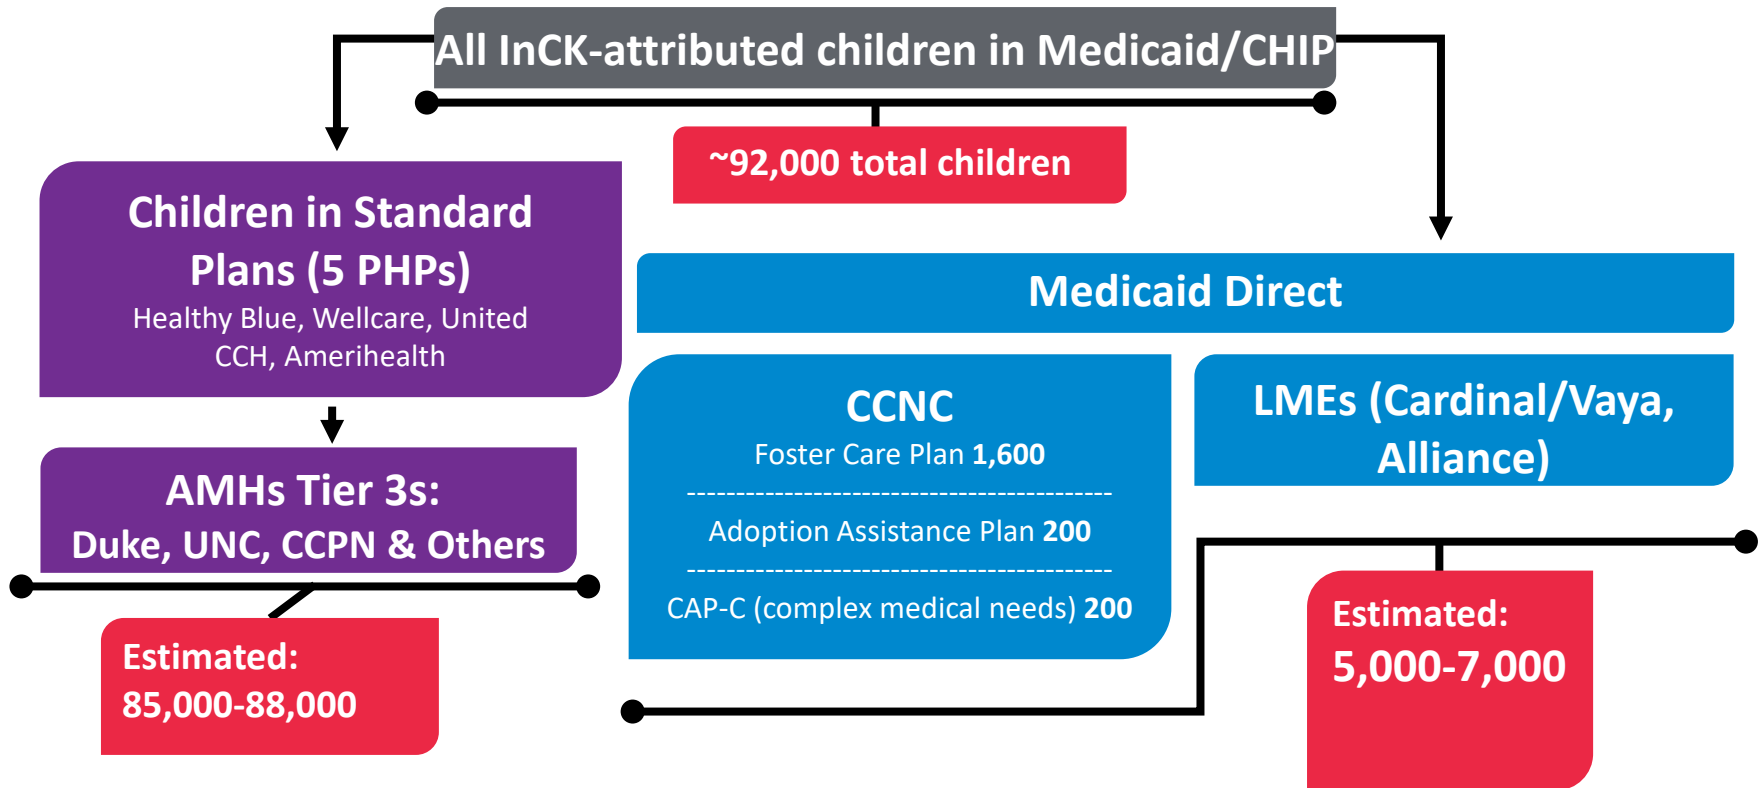 All InCK-attributed children in Medicaid/CHIP
~92,000 total children
Children in Standard
Plans (5 PHPs)
Healthy Blue, Wellcare, United
CCH, Amerihealth
AMHs Tier 3s:
Duke, UNC, CCPN & Others
Estimated:
85,000-88,000
Medicaid Direct
CCNC
Foster Care Plan 1,600
-------------------------------------------
Adoption Assistance Plan 200
-------------------------------------------
CAP-C (complex medical needs) 200
LMEs (Cardinal/Vaya,
Alliance)
Estimated:
5,000-7,000